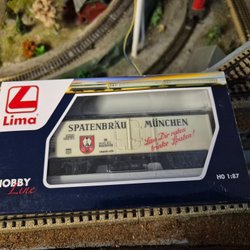 Lima
SPATENBRÄU MÜNCHEN
Lass Dir raten
trinke Spaten!
HOBBY
Line
HO 1:87